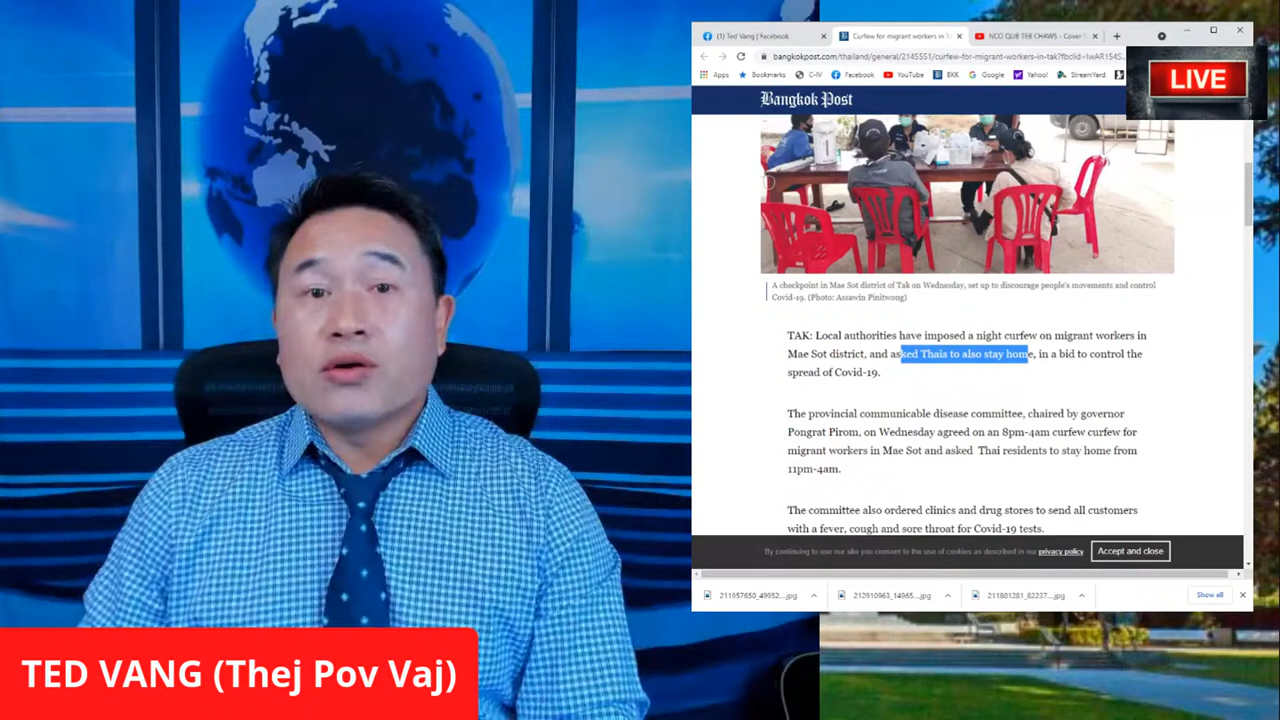 (1) Ted Vang | Facebook
Curfew for migrant workers in T
NCO QUB TEB CHAWS - Cover S
bangkokpost.com/thailand/general/2145551/curfew-for-migrant-workers-in-tak?fbclid=IwAR1545...
Apps Bookmarks C-IV Facebook YouTube BKK Google Yahoo! StreamYard
LIVE
Bangkok Post
A checkpoint in Mae Sot district of Tak on Wednesday, set up to discourage people's movements and control
Covid-19. (Photo: Assawin Pinitwong)
TAK: Local authorities have imposed a night curfew on migrant workers in
Mae Sot district, and asked Thais to also stay home, in a bid to control the
spread of Covid-19.
The provincial communicable disease committee, chaired by governor
Pongrat Pirom, on Wednesday agreed on an 8pm-4am curfew curfew for
migrant workers in Mae Sot and asked Thai residents to stay home from
11pm-4am.
The committee also ordered clinics and drug stores to send all customers
with a fever, cough and sore throat for Covid-19 tests.
By continuing to use our site you consent to the use of cookies as described in our privacy policy
Accept and close
211957650_49952....jpg
212910963_14965....jpg
211801281_82237....jpg
Show all
TED VANG (Thej Pov Vaj)